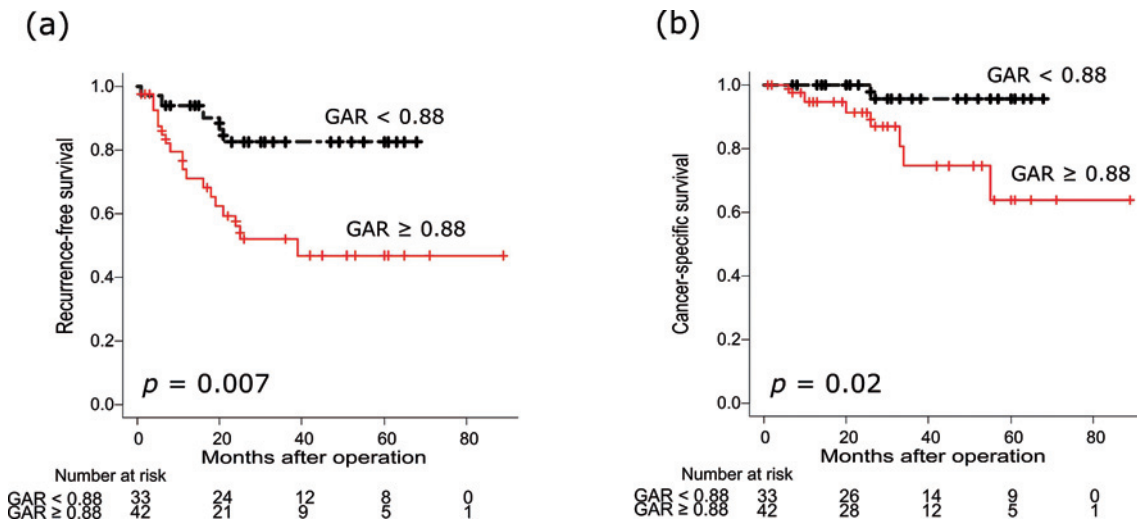 (a)
Recurrence-free survival
1.0
0.8
0.6
0.4
0.2
0.0
GAR < 0.88
GAR ≥ 0.88
p = 0.007
0 20 40 60 80
Months after operation
Number at risk
GAR < 0.88 33 24 12 8 0
GAR ≥ 0.88 42 21 9 5 1
(b)
Cancer-specific survival
1.0
0.8
0.6
0.4
0.2
0.0
GAR < 0.88
GAR ≥ 0.88
p = 0.02
0 20 40 60 80
Months after operation
Number at risk
GAR < 0.88 33 26 14 9 0
GAR ≥ 0.88 42 28 12 5 1